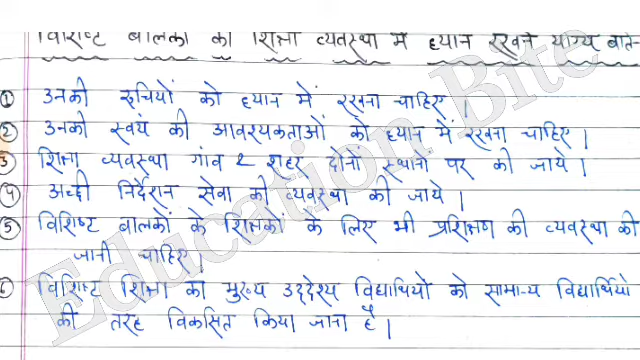 विशिष्ट बालकों की शिक्षा व्यवस्था में ध्यान रखने योग्य बातें-
① उनकी रूचियों को ध्यान में रखना चाहिए।
② उनको स्वयं की आवश्यकताओं को ध्यान में रखना चाहिए।
③ शिक्षा व्यवस्था गांव व शहर दोनों स्थानों पर की जाये।
④ अच्छी निर्देशन सेवा की व्यवस्था की जाये।
⑤ विशिष्ट बालकों के शिक्षकों के लिए भी प्रशिक्षण की व्यवस्था की
जानी चाहिए।
⑥ विशिष्ट शिक्षा का मुख्य उद्देश्य विद्यार्थियों को सामान्य विद्यार्थियों
की तरह विकसित किया जाना है।
Education Bite